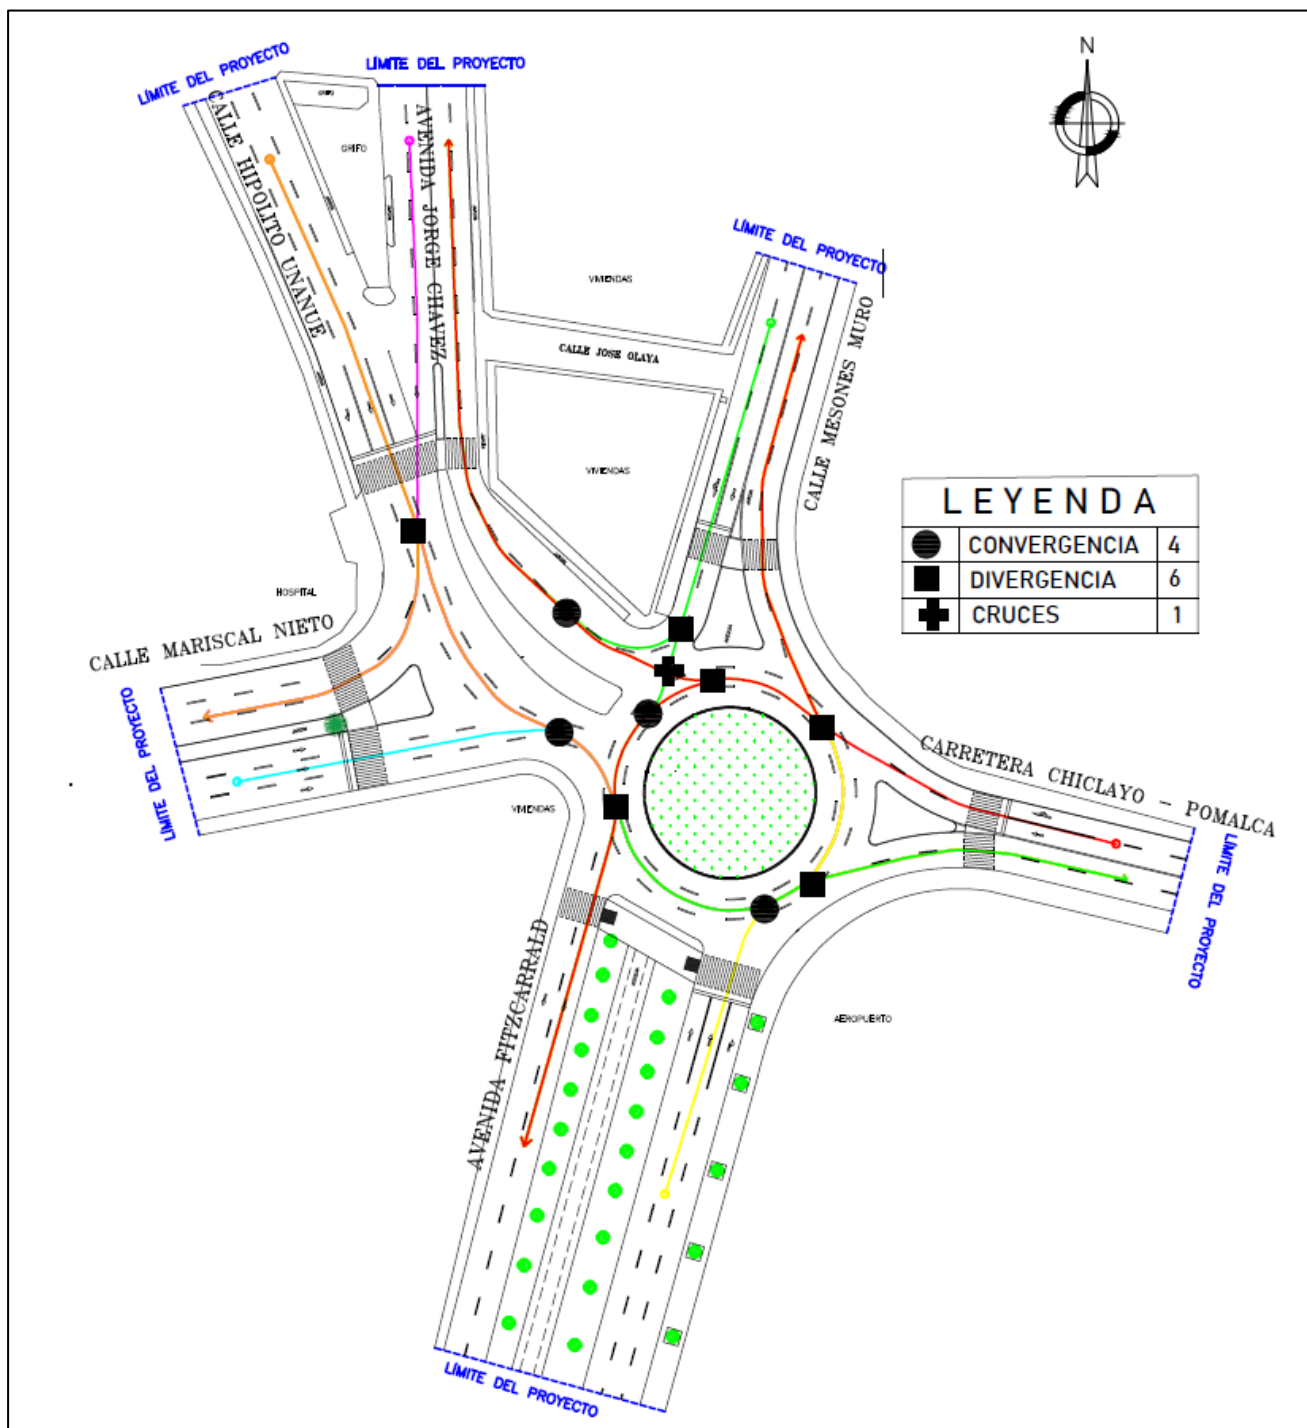 LÍMITE DEL PROYECTO
LÍMITE DEL PROYECTO
N
CALLE HIPOLITO UNANUE
GRIFO
GRIFO
AVENIDA JORGE CHAVEZ
LÍMITE DEL PROYECTO
VIVIENDAS
CALLE JOSE OLAYA
CALLE MESONES MURO
VIVIENDAS
LEYENDA
CONVERGENCIA 4
DIVERGENCIA 6
CRUCES 1
HOSPITAL
CALLE MARISCAL NIETO
LÍMITE DEL PROYECTO
CARRETERA CHICLAYO - POMALCA
VIVIENDAS
LÍMITE DEL PROYECTO
AVENIDA FITZCARRALD
AEROPUERTO
LÍMITE DEL PROYECTO